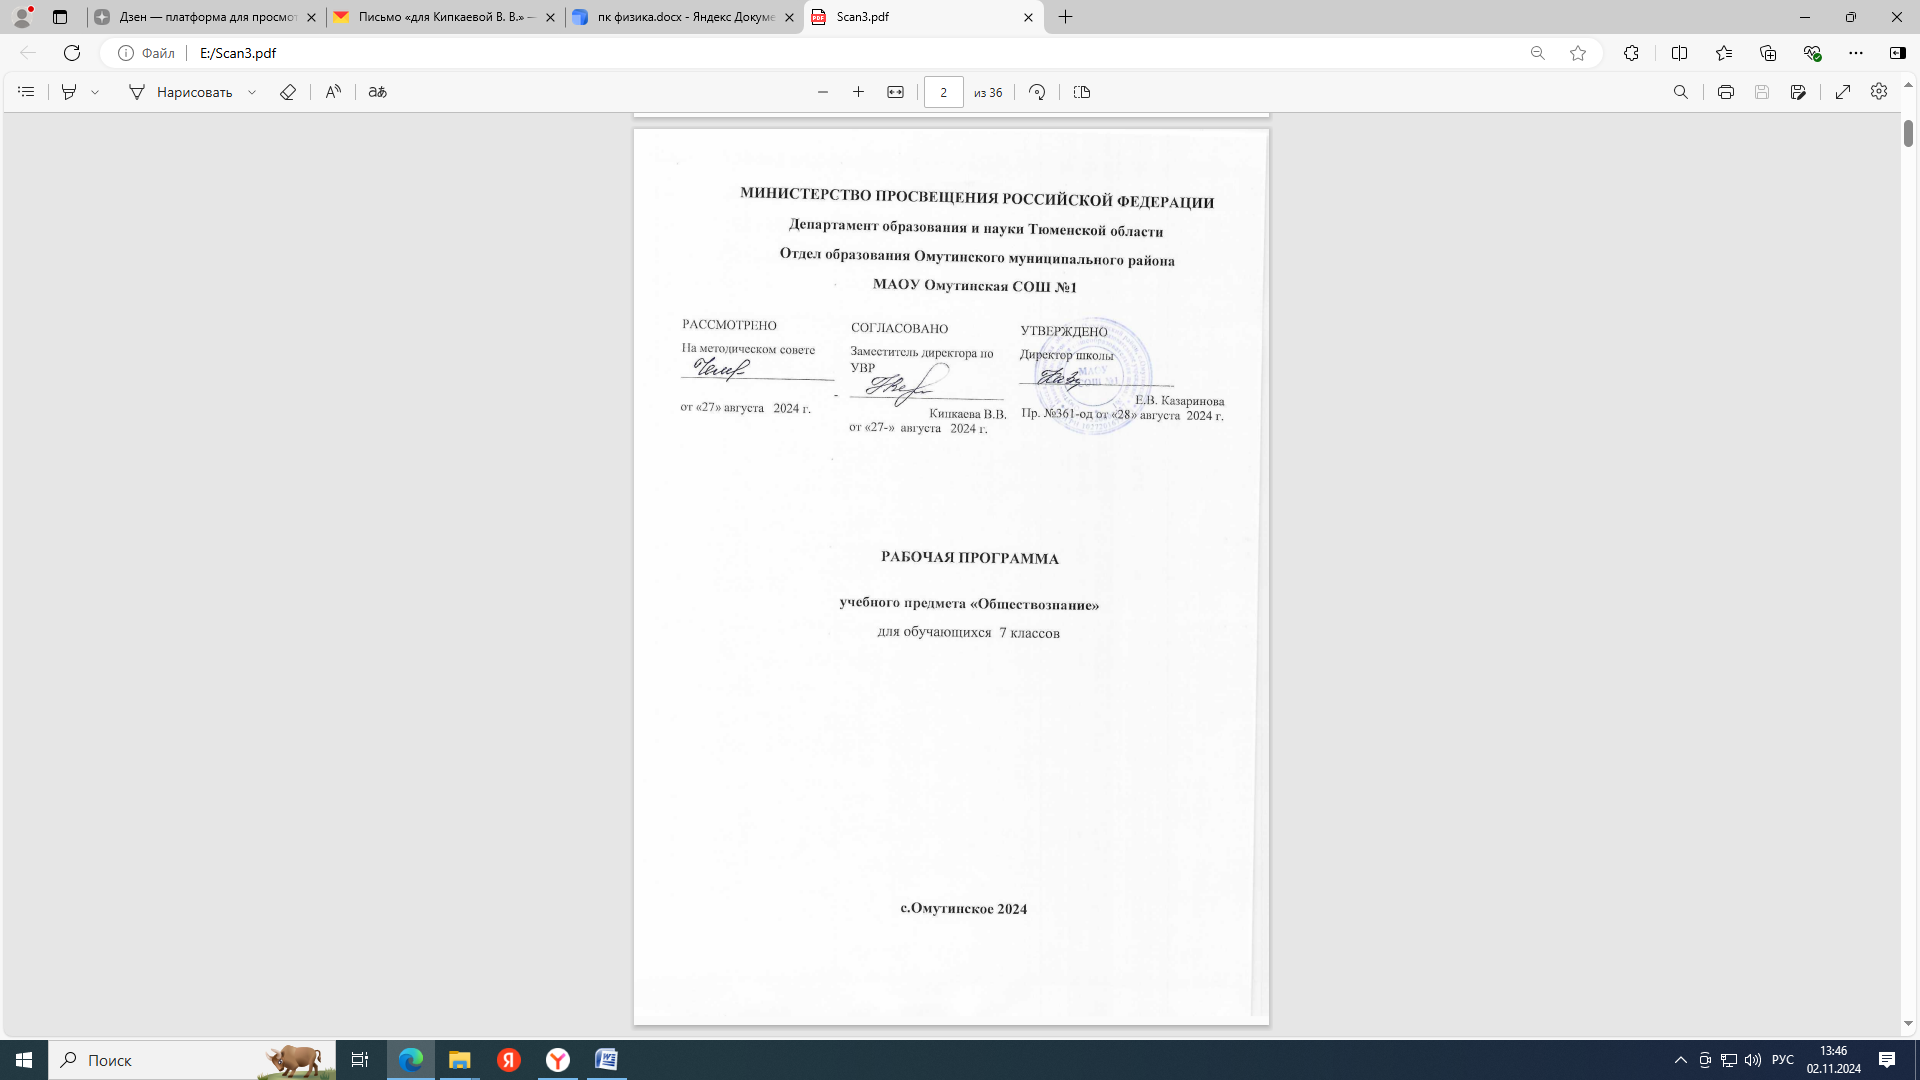 Дзен — платформа для просмот
Письмо «для Кипкаевой В. В.» —
пк физика.docx - Яндекс Докуме
Scan3.pdf
Файл
E:/Scan3.pdf
Нарисовать
2
из 36
МИНИСТЕРСТВО ПРОСВЕЩЕНИЯ РОССИЙСКОЙ ФЕДЕРАЦИИ
Департамент образования и науки Тюменской области
Отдел образования Омутинского муниципального района
МАОУ Омутинская СОШ №1
РАССМОТРЕНО
На методическом совете
от «27» августа 2024 г.
СОГЛАСОВАНО
Заместитель директора по
УВР
Кипкаева В.В.
от «27-» августа 2024 г.
УТВЕРЖДЕНО
Директор школы
МАОУ
СОШ №1
Е.В. Казаринова
Пр. №361-од от «28» августа 2024 г.
РАБОЧАЯ ПРОГРАММА
учебного предмета «Обществознание»
для обучающихся 7 классов
с.Омутинское 2024
Поиск
РУС
13:46
02.11.2024